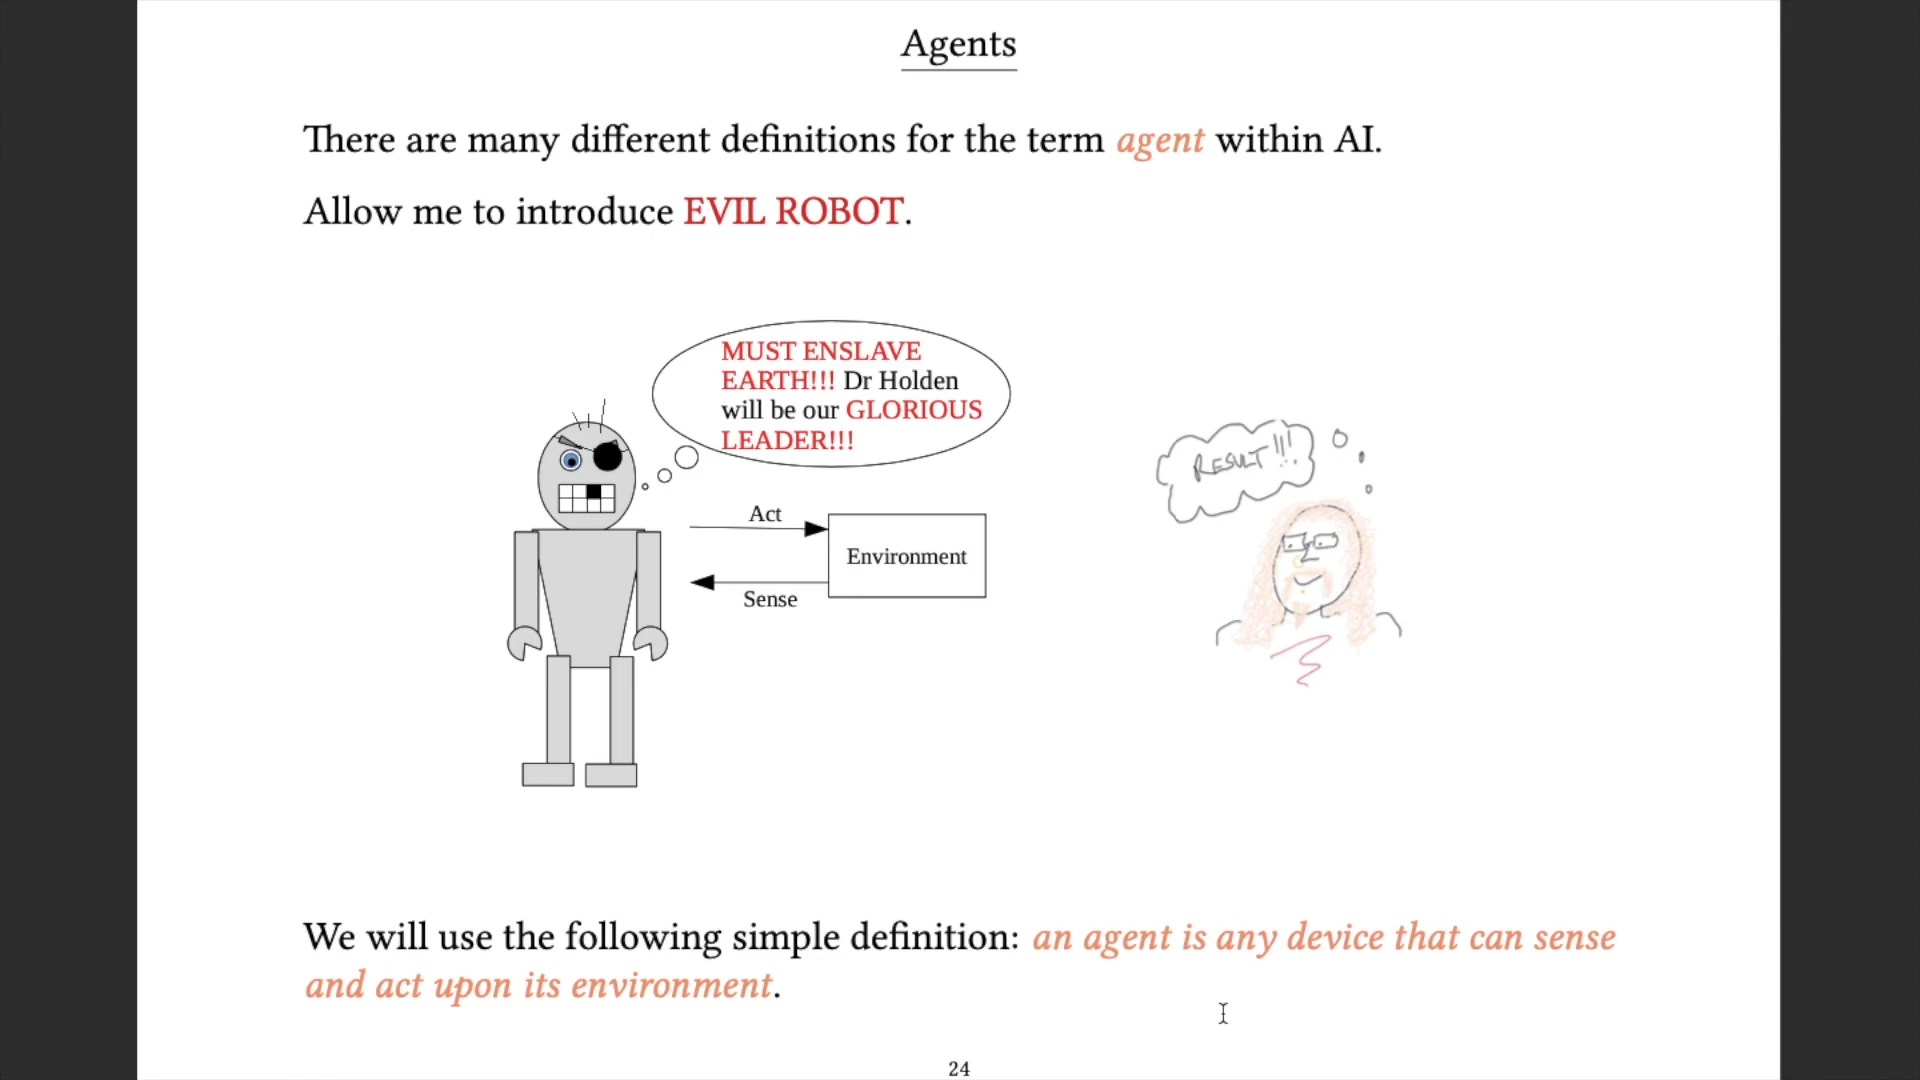 Agents
There are many different definitions for the term agent within AI.
Allow me to introduce EVIL ROBOT.
MUST ENSLAVE
EARTH!!! Dr Holden
will be our GLORIOUS
LEADER!!!
RESULT!!!
Act
Environment
Sense
We will use the following simple definition: an agent is any device that can sense
and act upon its environment.
24